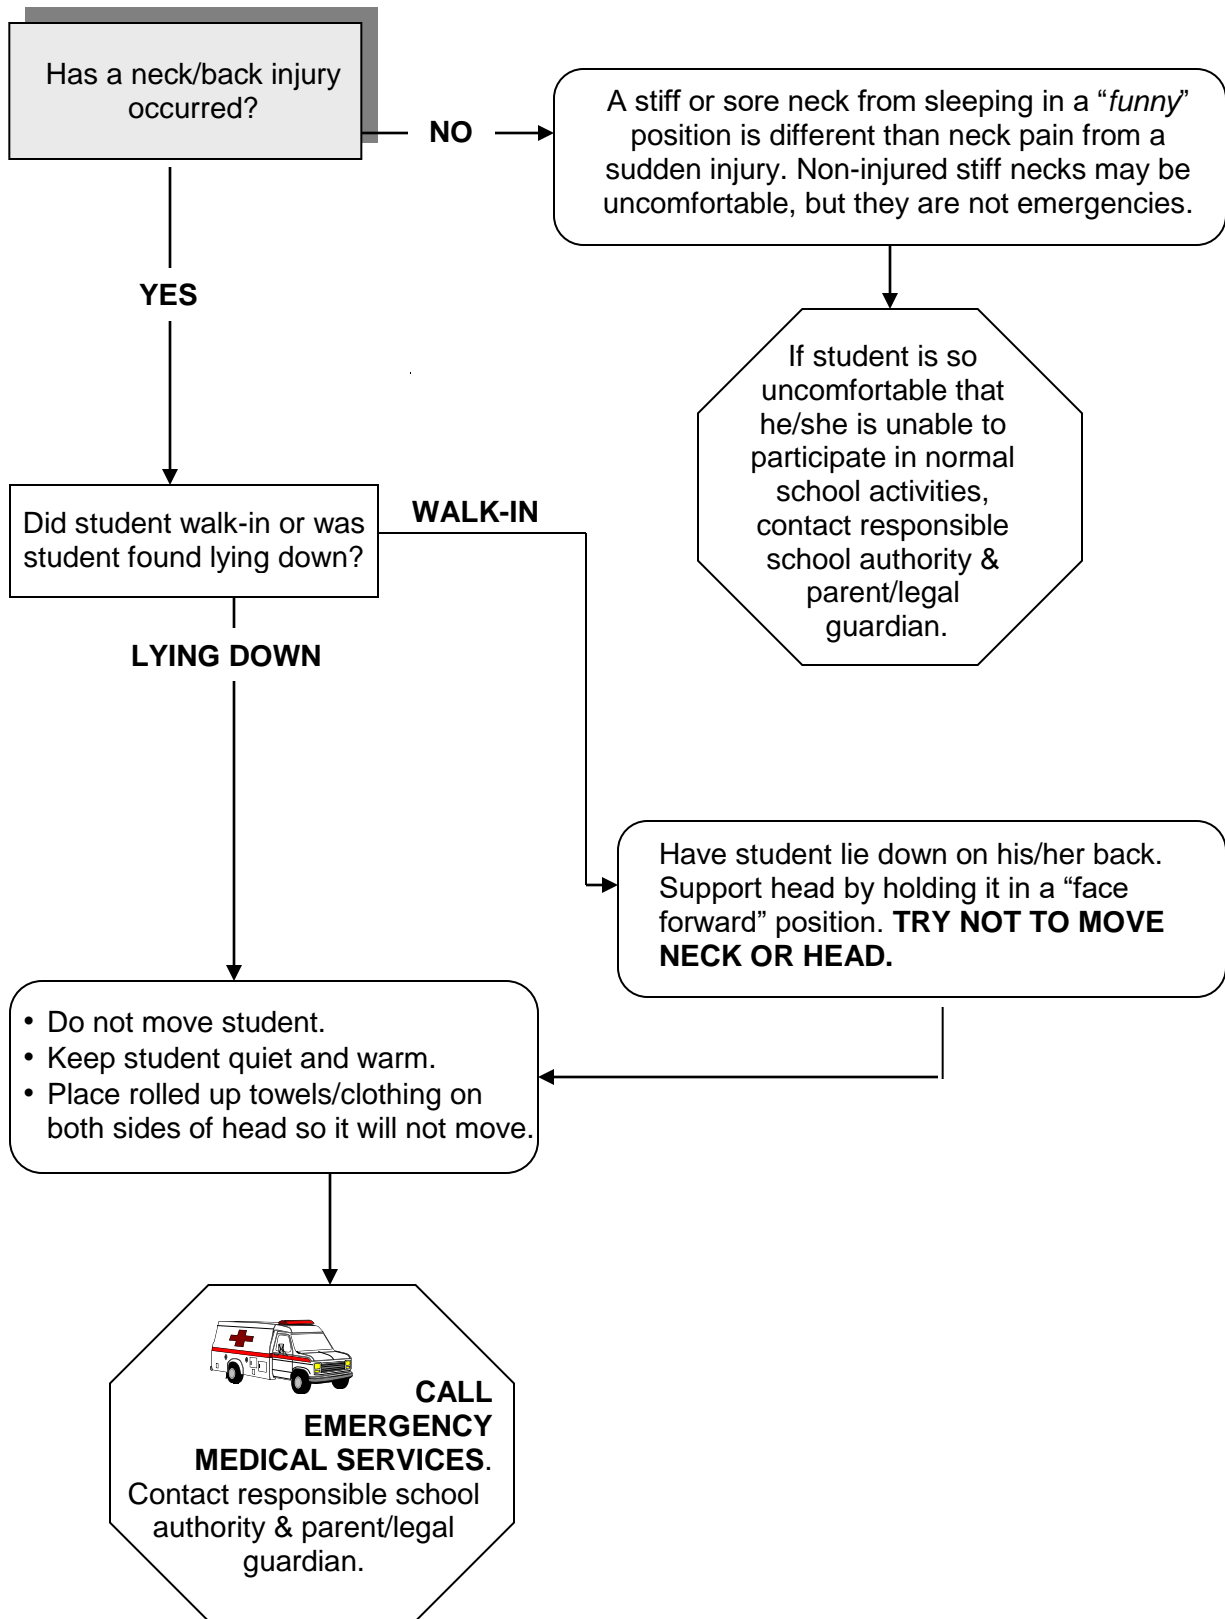 Has a neck/back injury
occurred?
NO
A stiff or sore neck from sleeping in a “funny”
position is different than neck pain from a
sudden injury. Non-injured stiff necks may be
uncomfortable, but they are not emergencies.
YES
If student is so
uncomfortable that
he/she is unable to
participate in normal
school activities,
contact responsible
school authority &
parent/legal
guardian.
Did student walk-in or was
student found lying down?
WALK-IN
LYING DOWN
Have student lie down on his/her back.
Support head by holding it in a “face
forward” position. TRY NOT TO MOVE
NECK OR HEAD.
• Do not move student.
• Keep student quiet and warm.
• Place rolled up towels/clothing on
both sides of head so it will not move.
CALL
EMERGENCY
MEDICAL SERVICES.
Contact responsible school
authority & parent/legal
guardian.